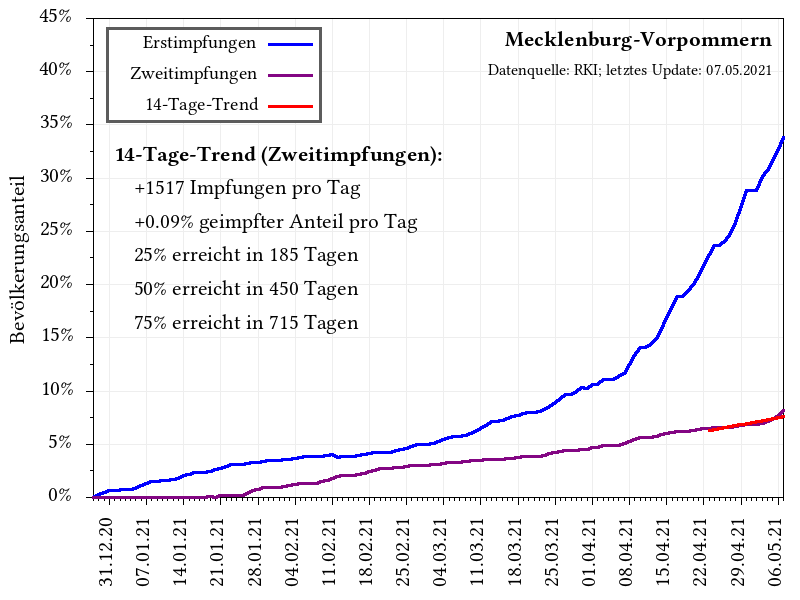 Mecklenburg-Vorpommern
Datenquelle: RKI; letztes Update: 07.05.2021
Erstimpfungen
Zweitimpfungen
14-Tage-Trend
14-Tage-Trend (Zweitimpfungen):
+1517 Impfungen pro Tag
+0.09% geimpfter Anteil pro Tag
25% erreicht in 185 Tagen
50% erreicht in 450 Tagen
75% erreicht in 715 Tagen
Bevölkerungsanteil
45%
40%
35%
30%
25%
20%
15%
10%
5%
0%
31.12.20
07.01.21
14.01.21
21.01.21
28.01.21
04.02.21
11.02.21
18.02.21
25.02.21
04.03.21
11.03.21
18.03.21
25.03.21
01.04.21
08.04.21
15.04.21
22.04.21
29.04.21
06.05.21